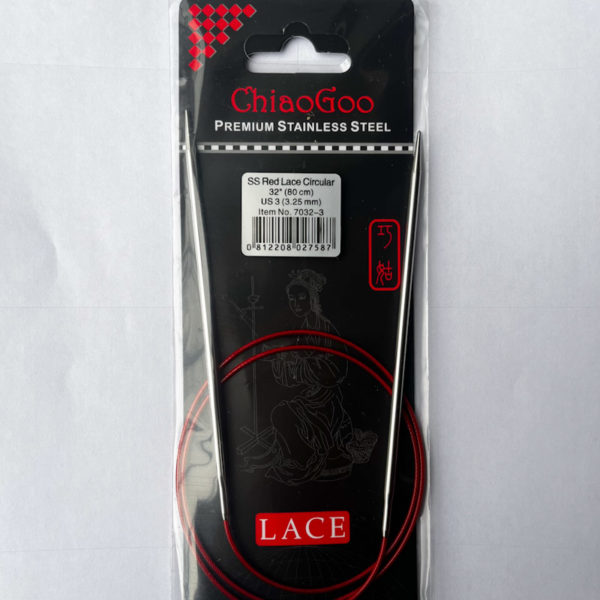 ChiaoGoo
PREMIUM STAINLESS STEEL
SS Red Lace Circular
32" (80 cm)
US 3 (3.25 mm)
Item No. 7032-3
0 812208 027587
巧
姑
LACE